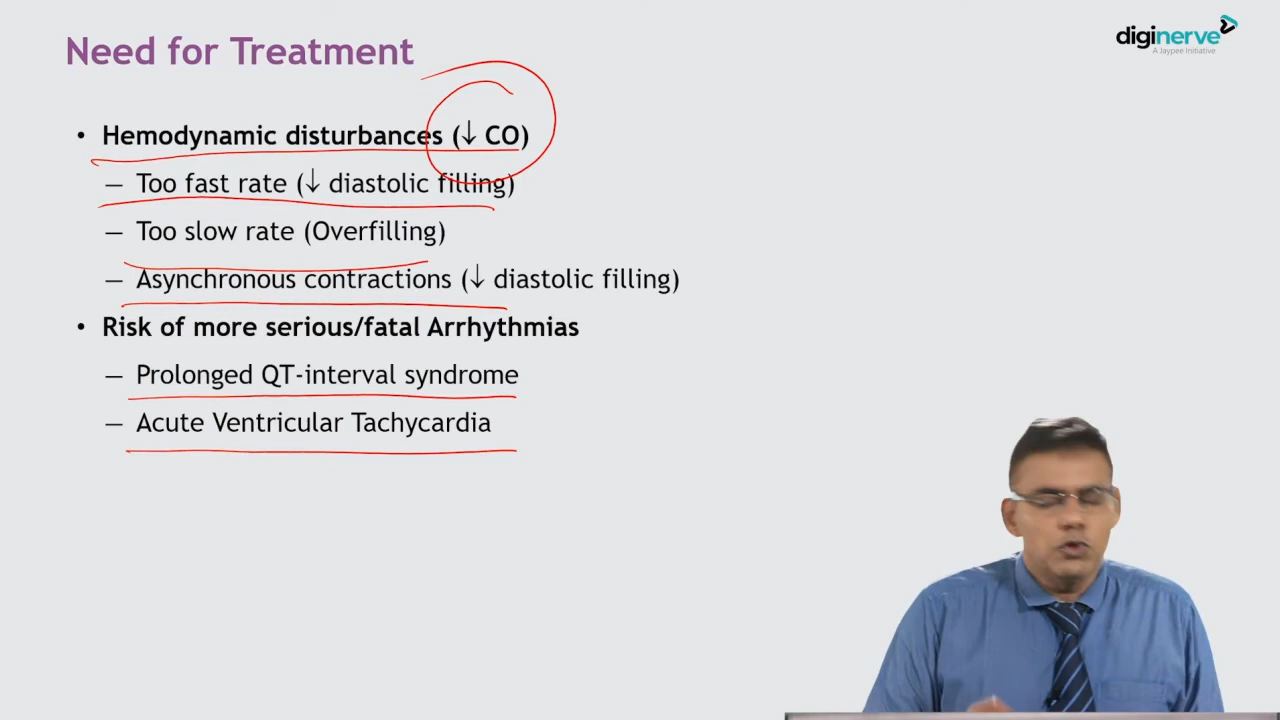 Need for Treatment
diginerve
A Jaypee Initiative
• Hemodynamic disturbances (↓ CO)
— Too fast rate (↓ diastolic filling)
— Too slow rate (Overfilling)
— Asynchronous contractions (↓ diastolic filling)
• Risk of more serious/fatal Arrhythmias
— Prolonged QT-interval syndrome
— Acute Ventricular Tachycardia